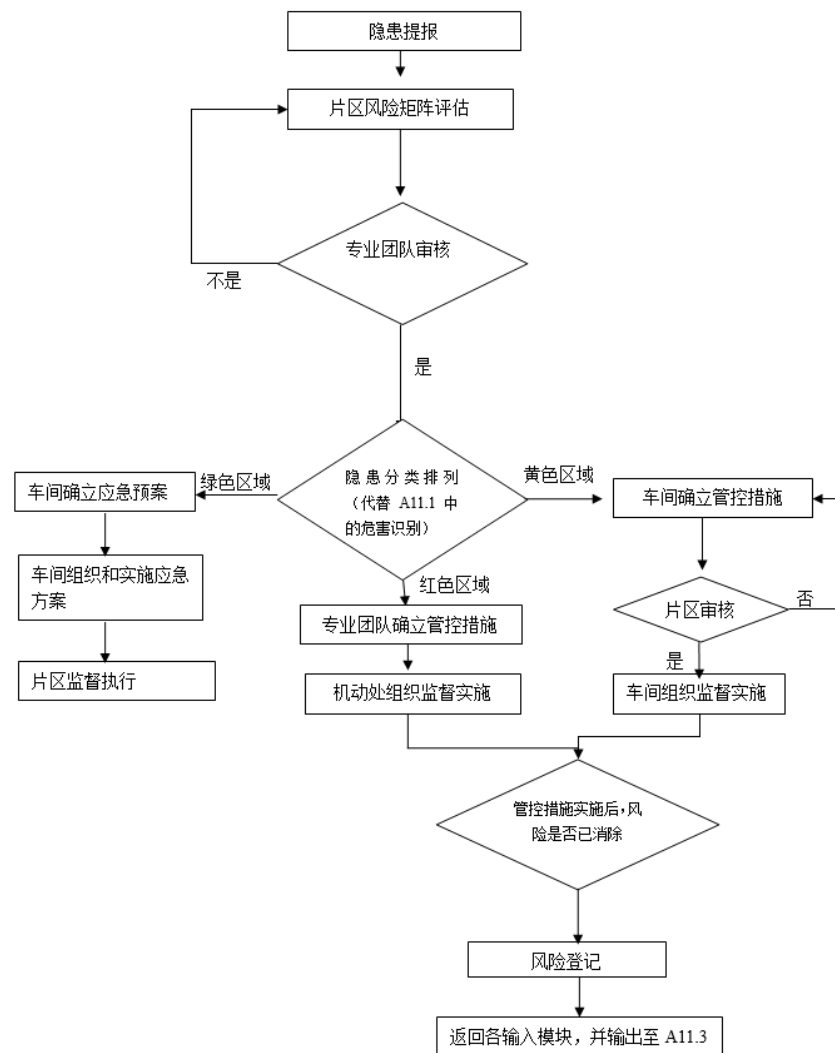 隐患提报
片区风险矩阵评估
专业团队审核
不是
是
隐患分类排列
（代替 A11.1 中
的危害识别）
绿色区域
黄色区域
红色区域
车间确立应急预案
车间组织和实施应急
方案
片区监督执行
专业团队确立管控措施
机动处组织监督实施
车间确立管控措施
片区审核
否
是
车间组织监督实施
管控措施实施后，风
险是否已消除
风险登记
返回各输入模块，并输出至 A11.3